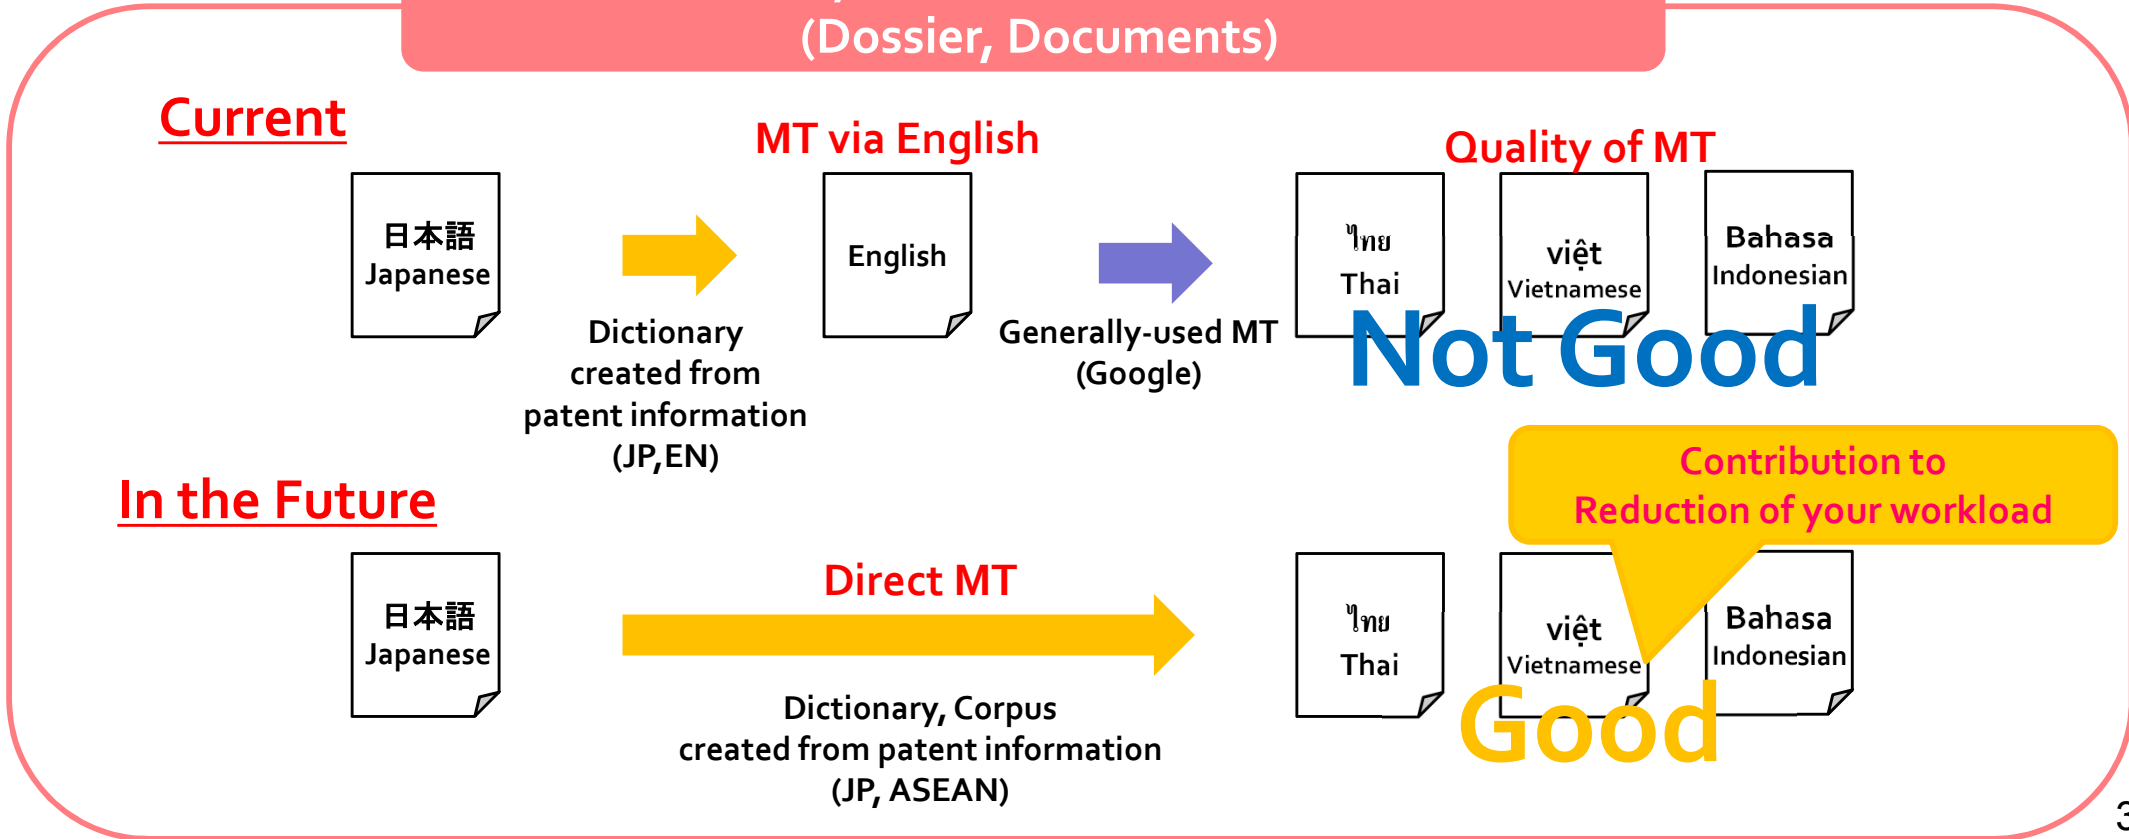 (Dossier, Documents)
Current
MT via English
Quality of MT
日本語
Japanese
English
ไทย
Thai
việt
Vietnamese
Bahasa
Indonesian
Dictionary
created from
patent information
(JP,EN)
Generally-used MT
(Google)
Not Good
Contribution to
Reduction of your workload
In the Future
日本語
Japanese
Direct MT
Dictionary, Corpus
created from patent information
(JP, ASEAN)
ไทย
Thai
việt
Vietnamese
Bahasa
Indonesian
Good